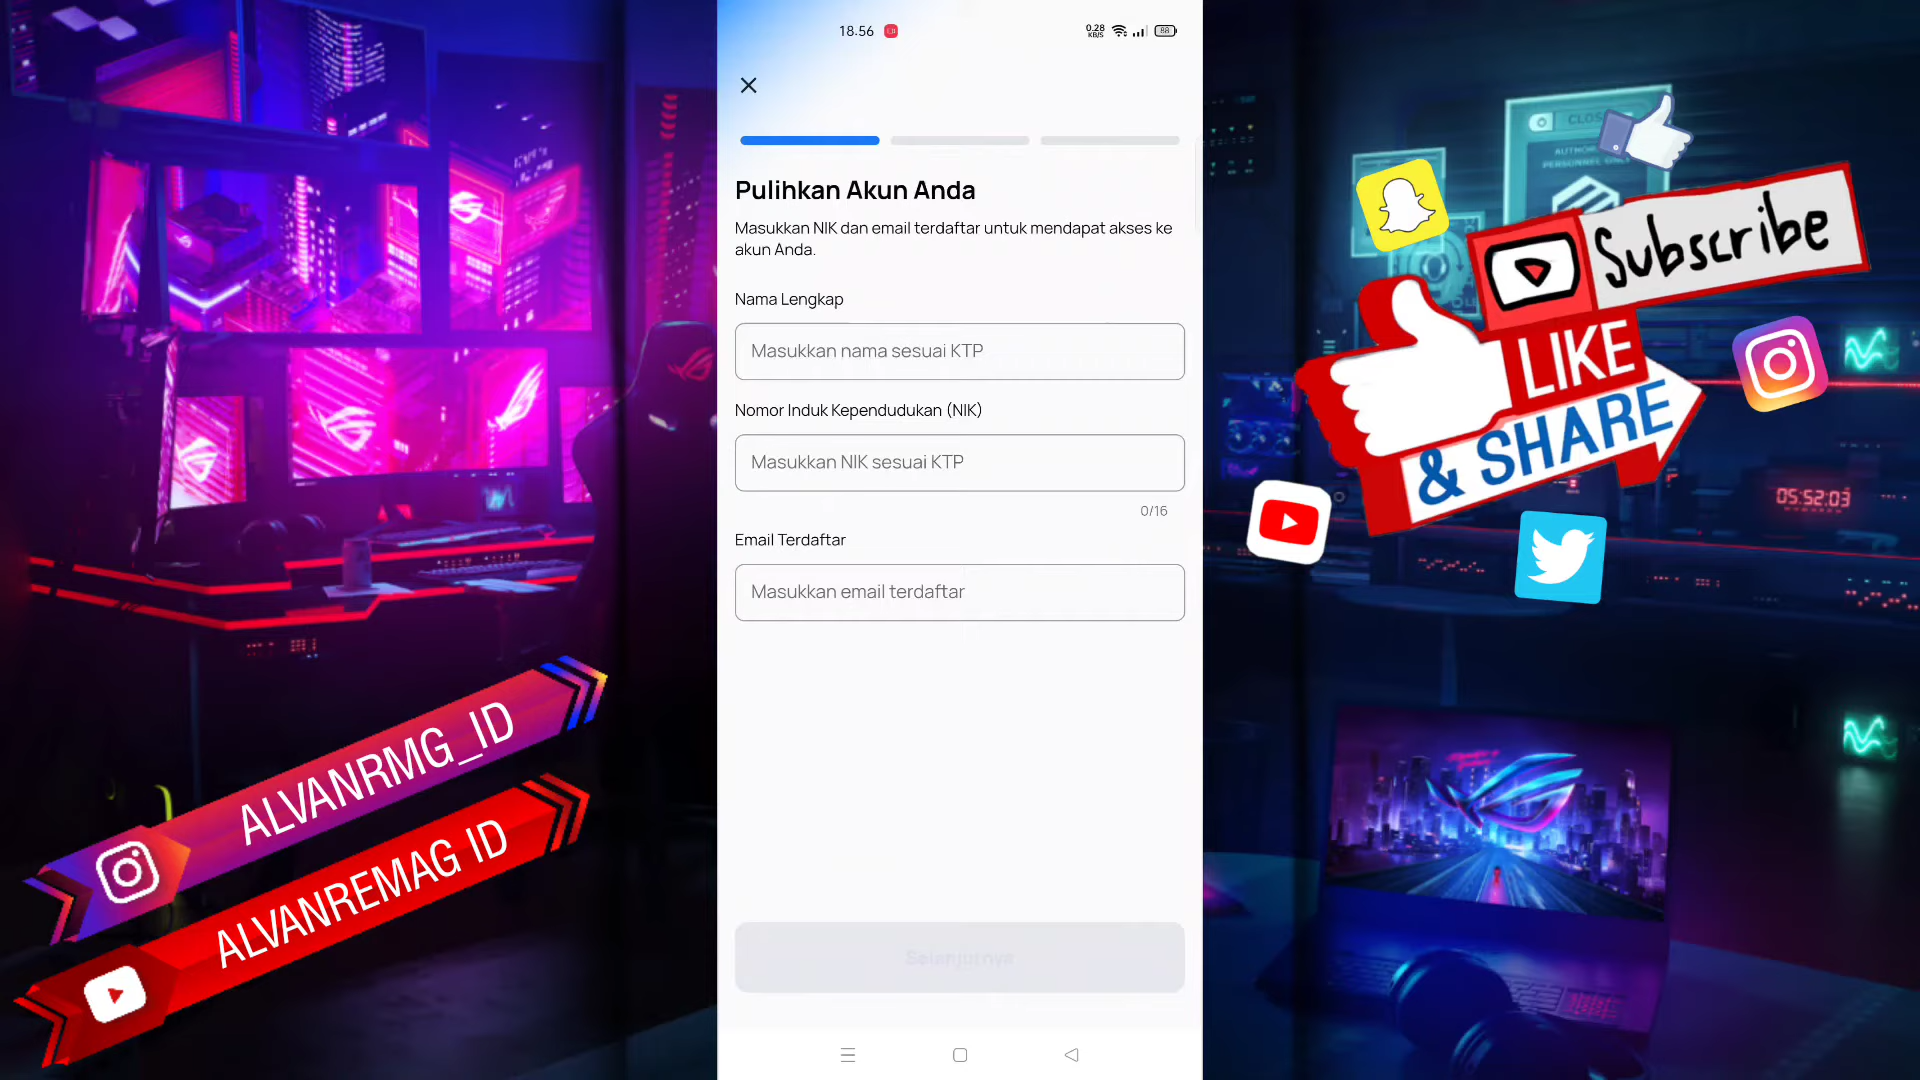 18.56
0.28
KB/S
88
Pulihkan Akun Anda
Masukkan NIK dan email terdaftar untuk mendapat akses ke
akun Anda.
Nama Lengkap
Masukkan nama sesuai KTP
Nomor Induk Kependudukan (NIK)
Masukkan NIK sesuai KTP
0/16
Email Terdaftar
Masukkan email terdaftar
Selanjutnya
ALVANRMG_ID
ALVANREMAG ID
Subscribe
LIKE
& SHARE
05:52:03